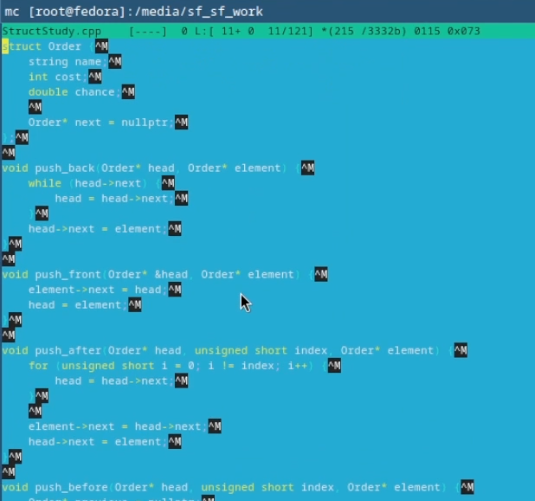 mc [root@fedora]:/media/sf_sf_work
StructStudy.cpp    [----]  0 L:[ 11+ 0  11/121] *(215 /3332b) 0115 0x073
struct Order {^M
    string name;^M
    int cost;^M
    double chance;^M
    ^M
    Order* next = nullptr;^M
};^M
^M
void push_back(Order* head, Order* element) {^M
    while (head->next) {^M
        head = head->next;^M
    }^M
    head->next = element;^M
}^M
^M
void push_front(Order* &head, Order* element) {^M
    element->next = head;^M
    head = element;^M
}^M
^M
void push_after(Order* head, unsigned short index, Order* element) {^M
    for (unsigned short i = 0; i != index; i++) {^M
        head = head->next;^M
    }^M
    ^M
    element->next = head->next;^M
    head->next = element;^M
}^M
^M
void push_before(Order* head, unsigned short index, Order* element) {^M
    Order* previous = nullptr;^M